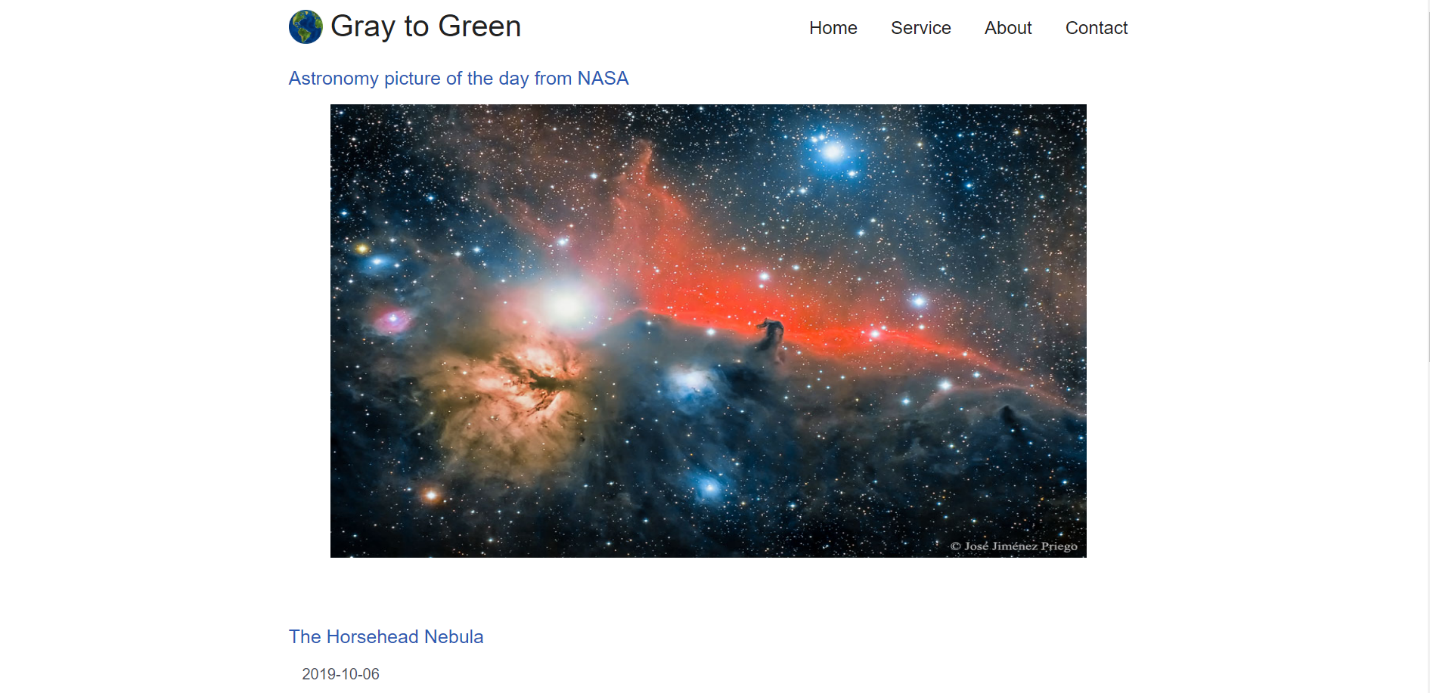 Gray to Green
Home Service About Contact
Astronomy picture of the day from NASA
© José Jiménez Priego
The Horsehead Nebula
2019-10-06